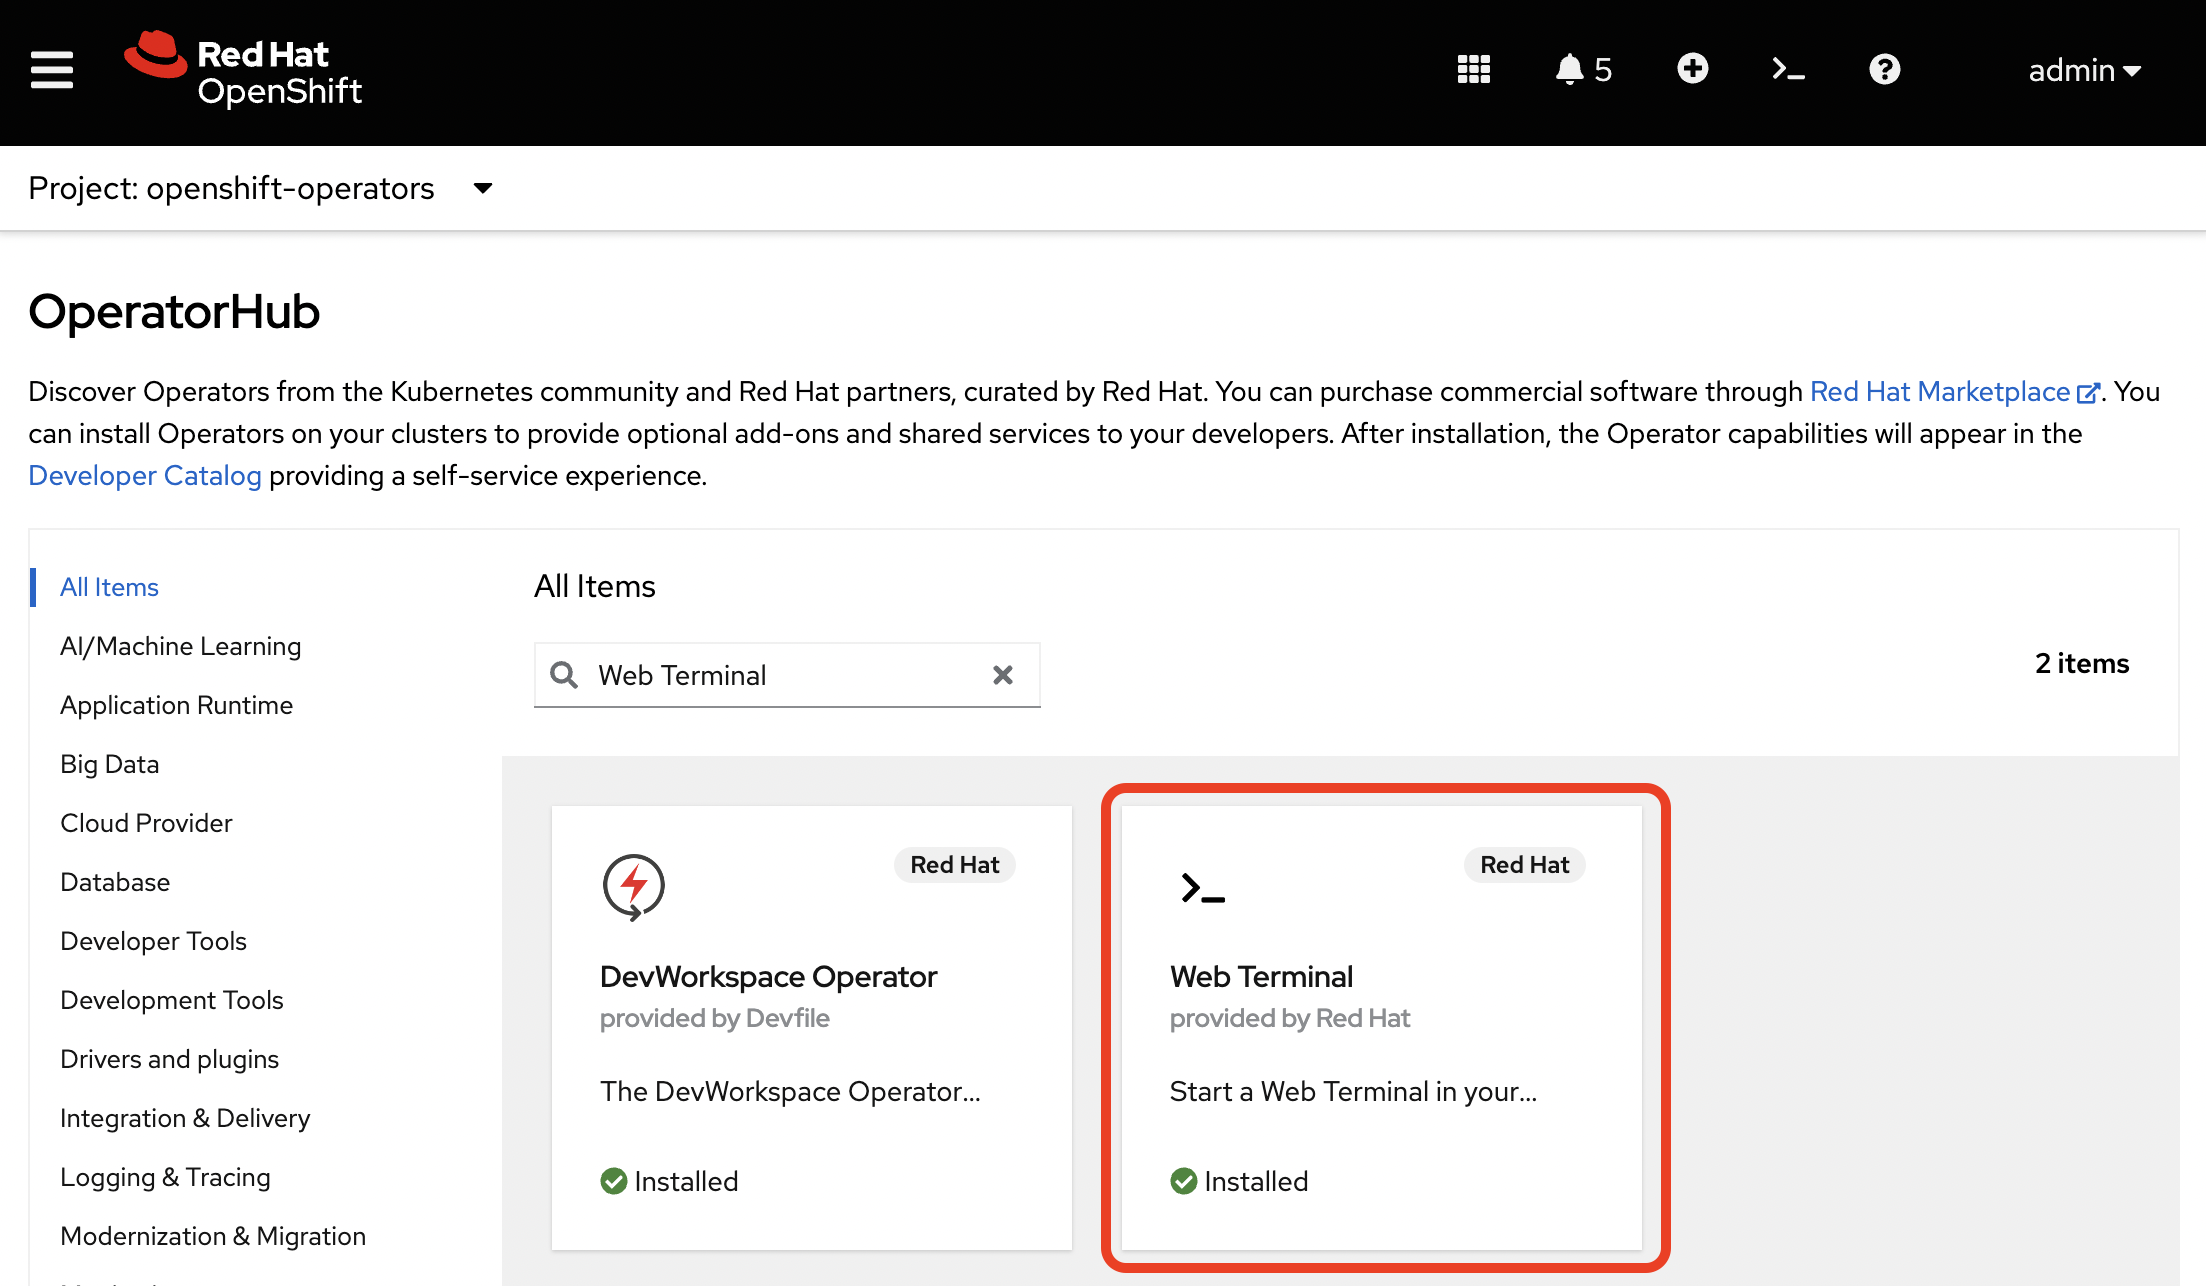 Red Hat
OpenShift
5
admin
Project: openshift-operators
OperatorHub
Discover Operators from the Kubernetes community and Red Hat partners, curated by Red Hat. You can purchase commercial software through Red Hat Marketplace. You
can install Operators on your clusters to provide optional add-ons and shared services to your developers. After installation, the Operator capabilities will appear in the
Developer Catalog providing a self-service experience.
All Items
AI/Machine Learning
Application Runtime
Big Data
Cloud Provider
Database
Developer Tools
Development Tools
Drivers and plugins
Integration & Delivery
Logging & Tracing
Modernization & Migration
All Items
Web Terminal
2 items
Red Hat
DevWorkspace Operator
provided by Devfile
The DevWorkspace Operator...
Installed
Red Hat
Web Terminal
provided by Red Hat
Start a Web Terminal in your...
Installed